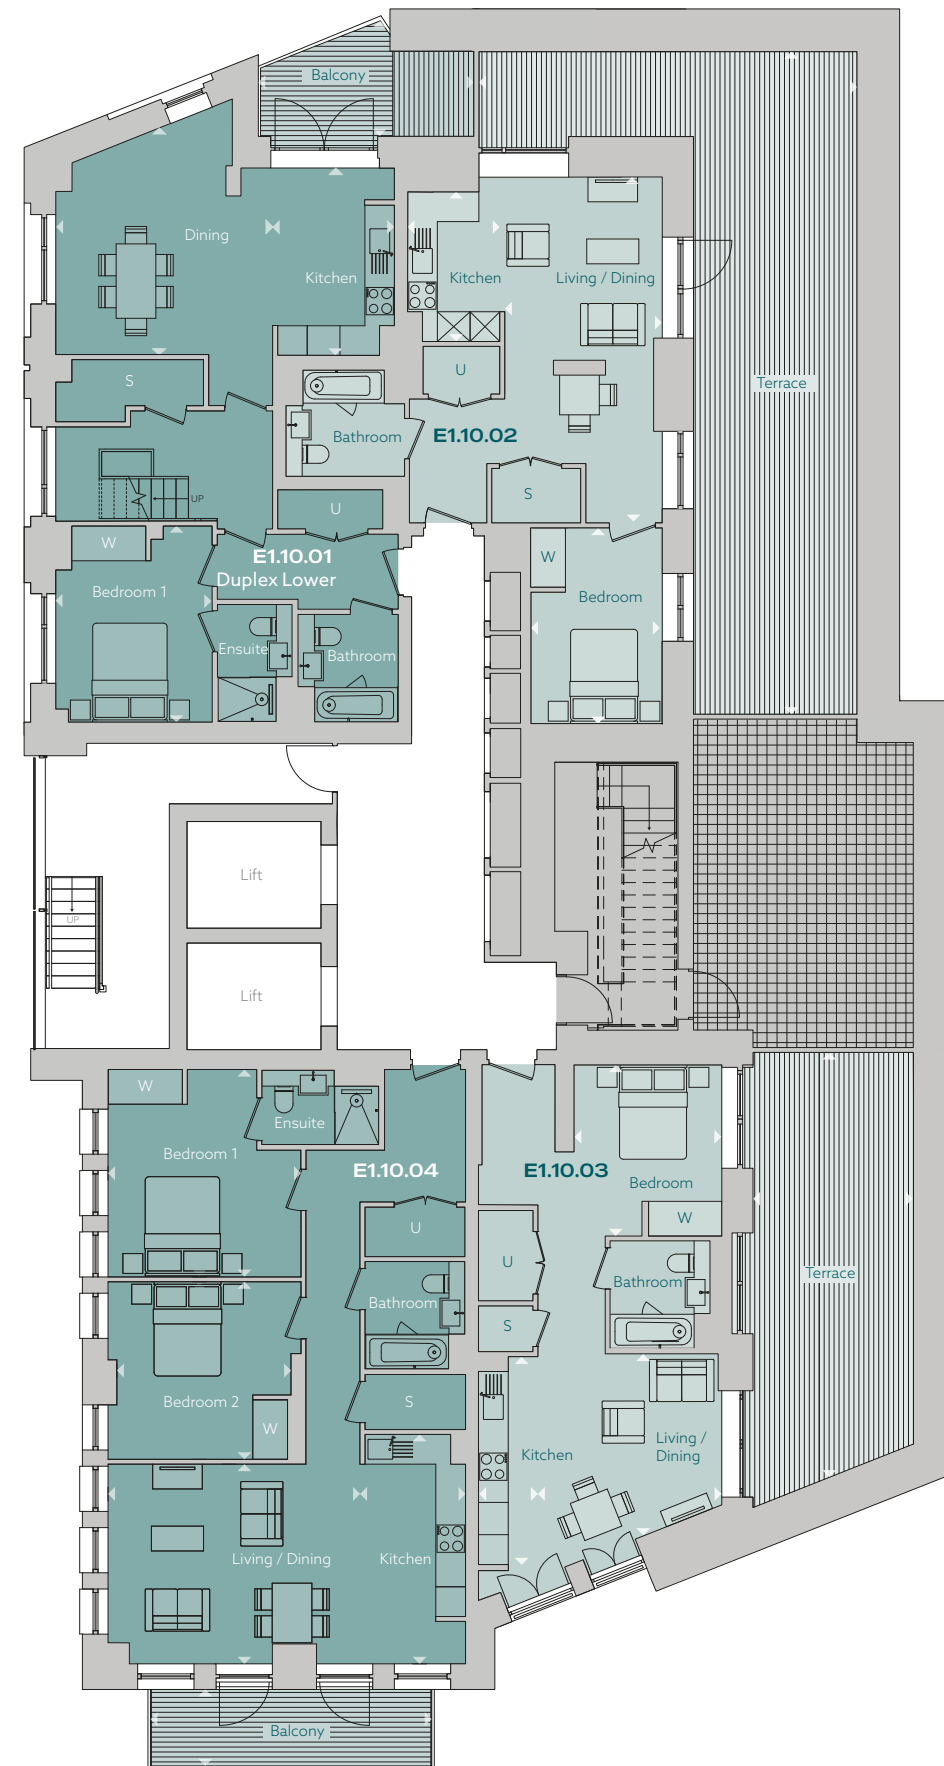 Balcony
Dining
Kitchen
S
UP
Bathroom
U
W
E1.10.01
Duplex Lower
Bedroom 1
Ensuite
Bathroom
Kitchen
Living / Dining
U
E1.10.02
S
W
Bedroom
Terrace
Lift
UP
Lift
W
Ensuite
Bedroom 1
E1.10.04
U
Bathroom
Bedroom 2
W
S
Living / Dining
Kitchen
Balcony
E1.10.03
Bedroom
W
U
Bathroom
S
Kitchen
Living /
Dining
Terrace